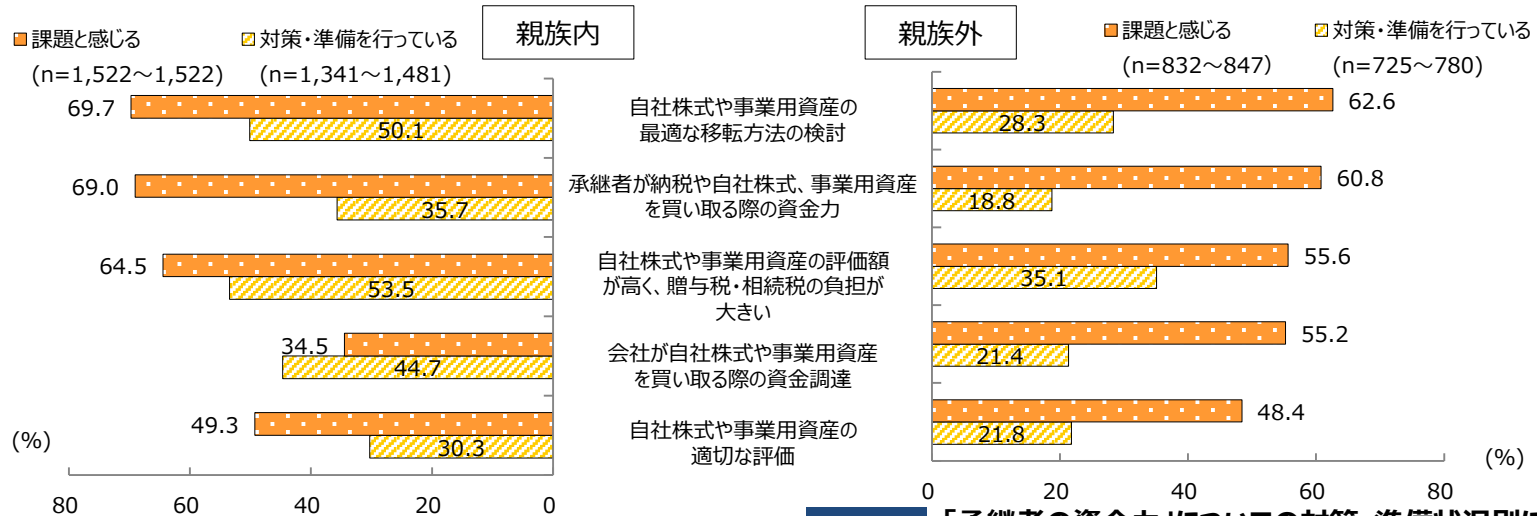 親族内
親族外
課題と感じる
対策・準備を行っている
(n=1,522~1,522)
(n=1,341~1,481)
課題と感じる
対策・準備を行っている
(n=832~847)
(n=725~780)
69.7
50.1
自社株式や事業用資産の
最適な移転方法の検討
62.6
28.3
69.0
35.7
承継者が納税や自社株式、事業用資産
を買い取る際の資金力
60.8
18.8
64.5
53.5
自社株式や事業用資産の評価額
が高く、贈与税・相続税の負担が
大きい
55.6
35.1
34.5
44.7
会社が自社株式や事業用資産
を買い取る際の資金調達
55.2
21.4
49.3
30.3
自社株式や事業用資産の
適切な評価
48.4
21.8
(%)
(%)
80 60 40 20 0
0 20 40 60 80